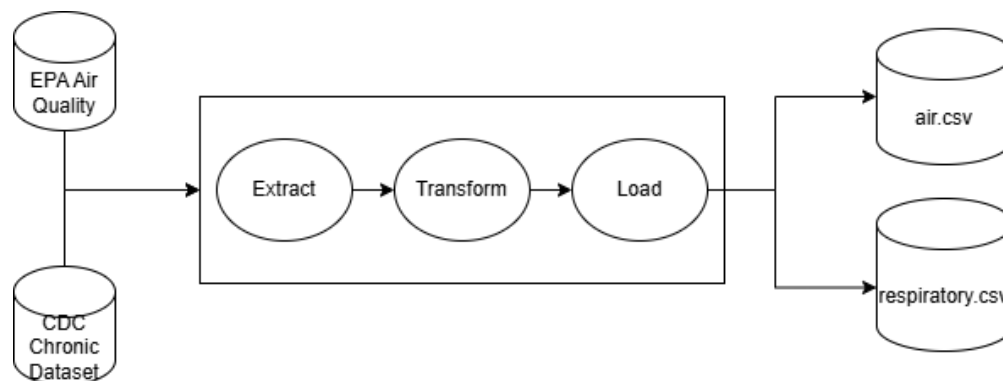 EPA Air
Quality
Extract
Transform
Load
air.csv
CDC
Chronic
Dataset
respiratory.csv